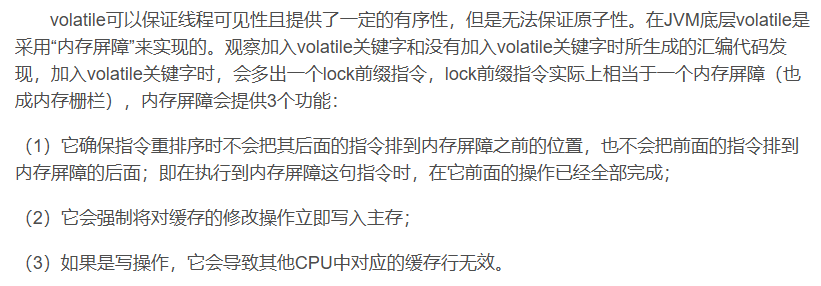 volatile可以保证线程可见性且提供了一定的有序性，但是无法保证原子性。在JVM底层volatile是
采用“内存屏障”来实现的。观察加入volatile关键字和没有加入volatile关键字时所生成的汇编代码发
现，加入volatile关键字时，会多出一个lock前缀指令，lock前缀指令实际上相当于一个内存屏障（也
成内存栅栏），内存屏障会提供3个功能：
（1）它确保指令重排序时不会把其后面的指令排到内存屏障之前的位置，也不会把前面的指令排到
内存屏障的后面；即在执行到内存屏障这句指令时，在它前面的操作已经全部完成；
（2）它会强制将对缓存的修改操作立即写入主存；
（3）如果是写操作，它会导致其他CPU中对应的缓存行无效。